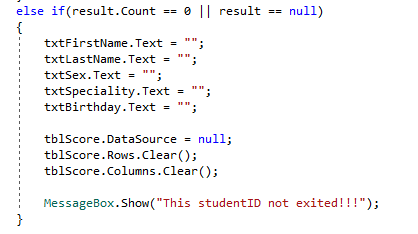 else if(result.Count == 0 || result == null)
{
txtFirstName.Text = "";
txtLastName.Text = "";
txtSex.Text = "";
txtSpeciality.Text = "";
txtBirthday.Text = "";
tblScore.DataSource = null;
tblScore.Rows.Clear();
tblScore.Columns.Clear();
MessageBox.Show("This studentID not exited!!!");
}